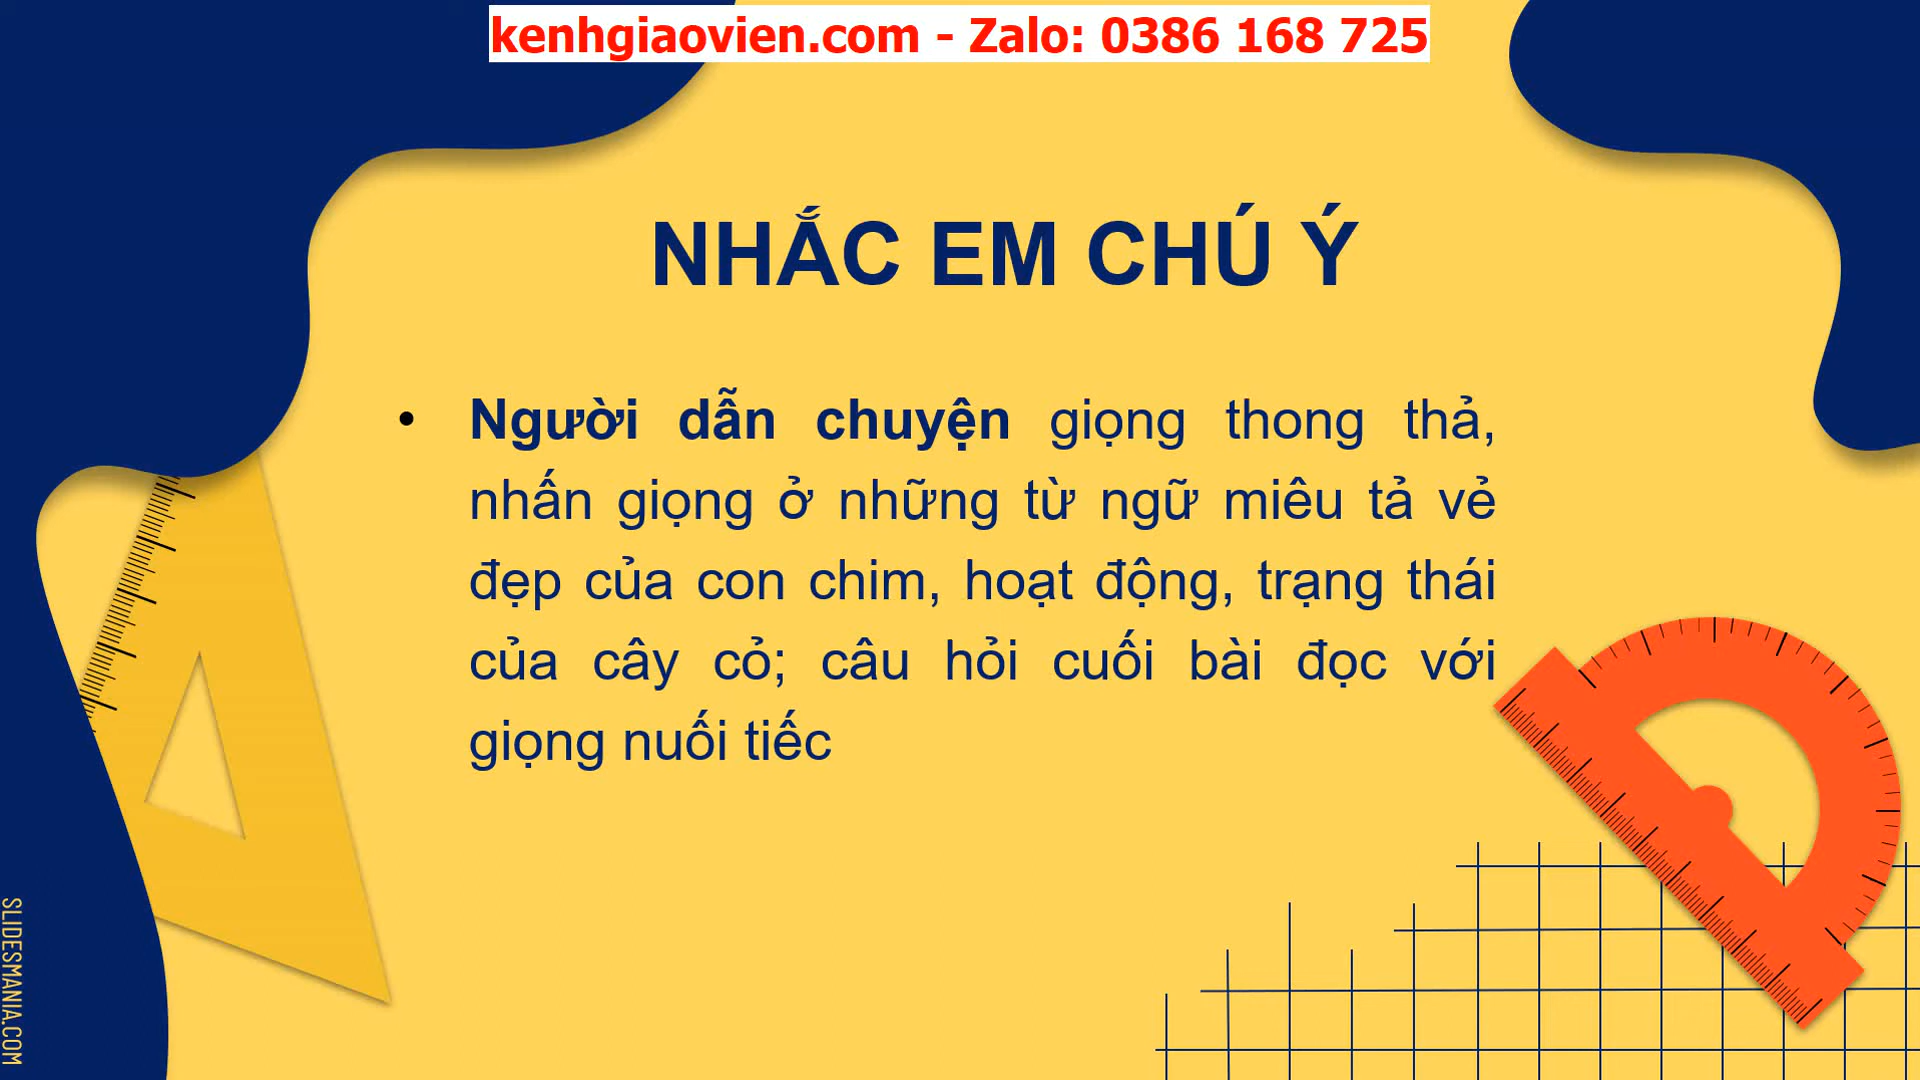 kenhgiaovien.com - Zalo: 0386 168 725
NHẮC EM CHÚ Ý
• Người dẫn chuyện giọng thong thả,
nhấn giọng ở những từ ngữ miêu tả vẻ
đẹp của con chim, hoạt động, trạng thái
của cây cỏ; câu hỏi cuối bài đọc với
giọng nuối tiếc
SLIDESMANIA.COM